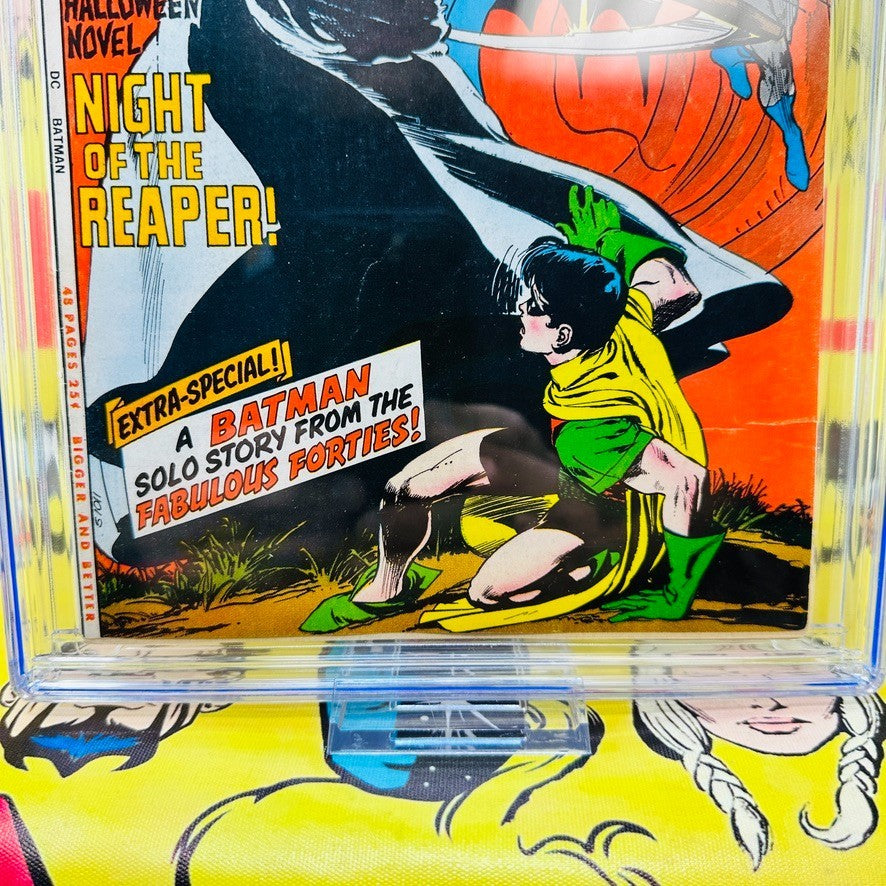 HALLOWEEN
NOVEL!
NIGHT
OF THE
REAPER!
DC BATMAN
48 PAGES 25¢ BIGGER AND BETTER
EXTRA-SPECIAL!
A BATMAN
SOLO STORY FROM THE
FABULOUS FORTIES!